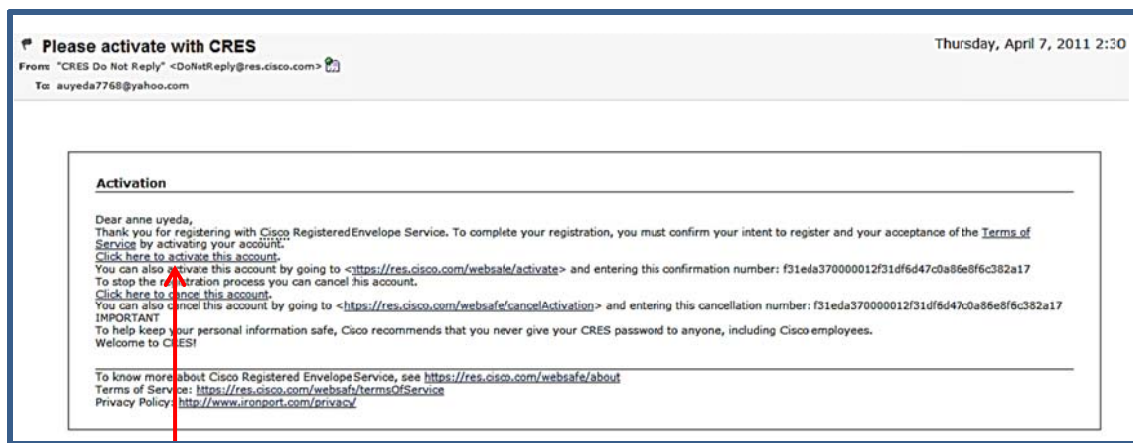 Please activate with CRES
Thursday, April 7, 2011 2:30
From: "CRES Do Not Reply" <DoNotReply@res.cisco.com>
To: auyeda7768@yahoo.com
Activation
Dear anne uyeda,
Thank you for registering with Cisco RegisteredEnvelope Service. To complete your registration, you must confirm your intent to register and your acceptance of the Terms of
Service by activating your account.
Click here to activate this account.
You can also activate this account by going to <https://res.cisco.com/websafe/activate> and entering this confirmation number: f31eda370000012f31df6d47c0a86e8f6c382a17
To stop the registration process you can cancel this account.
Click here to cancel this account.
You can also cancel this account by going to <https://res.cisco.com/websafe/cancelActivation> and entering this cancellation number: f31eda370000012f31df6d47c0a86e8f6c382a17
IMPORTANT
To help keep your personal information safe, Cisco recommends that you never give your CRES password to anyone, including Cisco employees.
Welcome to CRES!
To know more about Cisco Registered EnvelopeService, see https://res.cisco.com/websafe/about
Terms of Service: https://res.cisco.com/websafe/termsOfService
Privacy Policy: http://www.ironport.com/privacy/